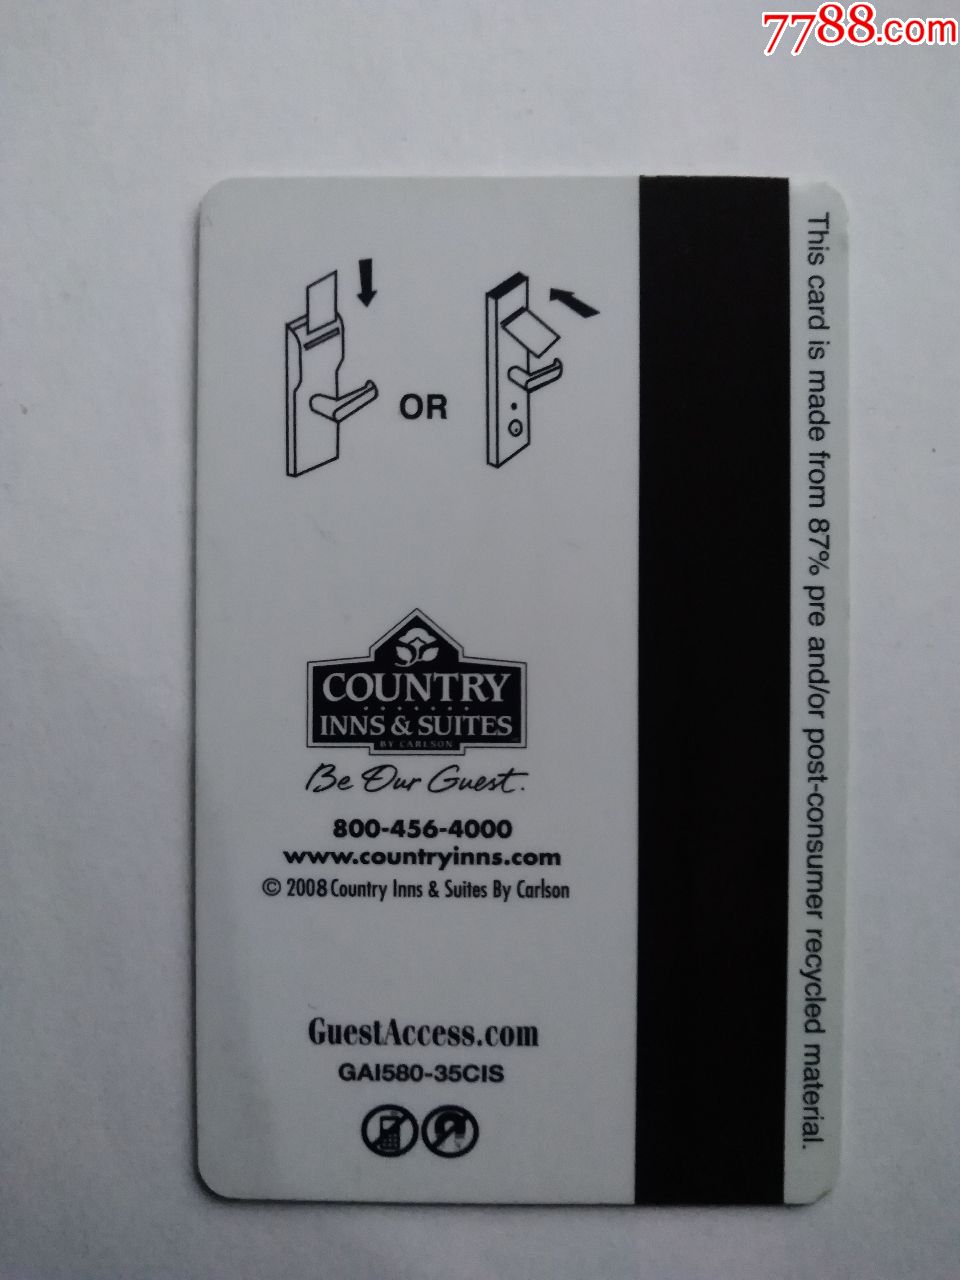 7788.com
OR
COUNTRY
INNS & SUITES
BY CARLSON
Be Our Guest.
800-456-4000
www.countryinns.com
© 2008 Country Inns & Suites By Carlson
GuestAccess.com
GAI580-35CIS
This card is made from 87% pre and/or post-consumer recycled material.